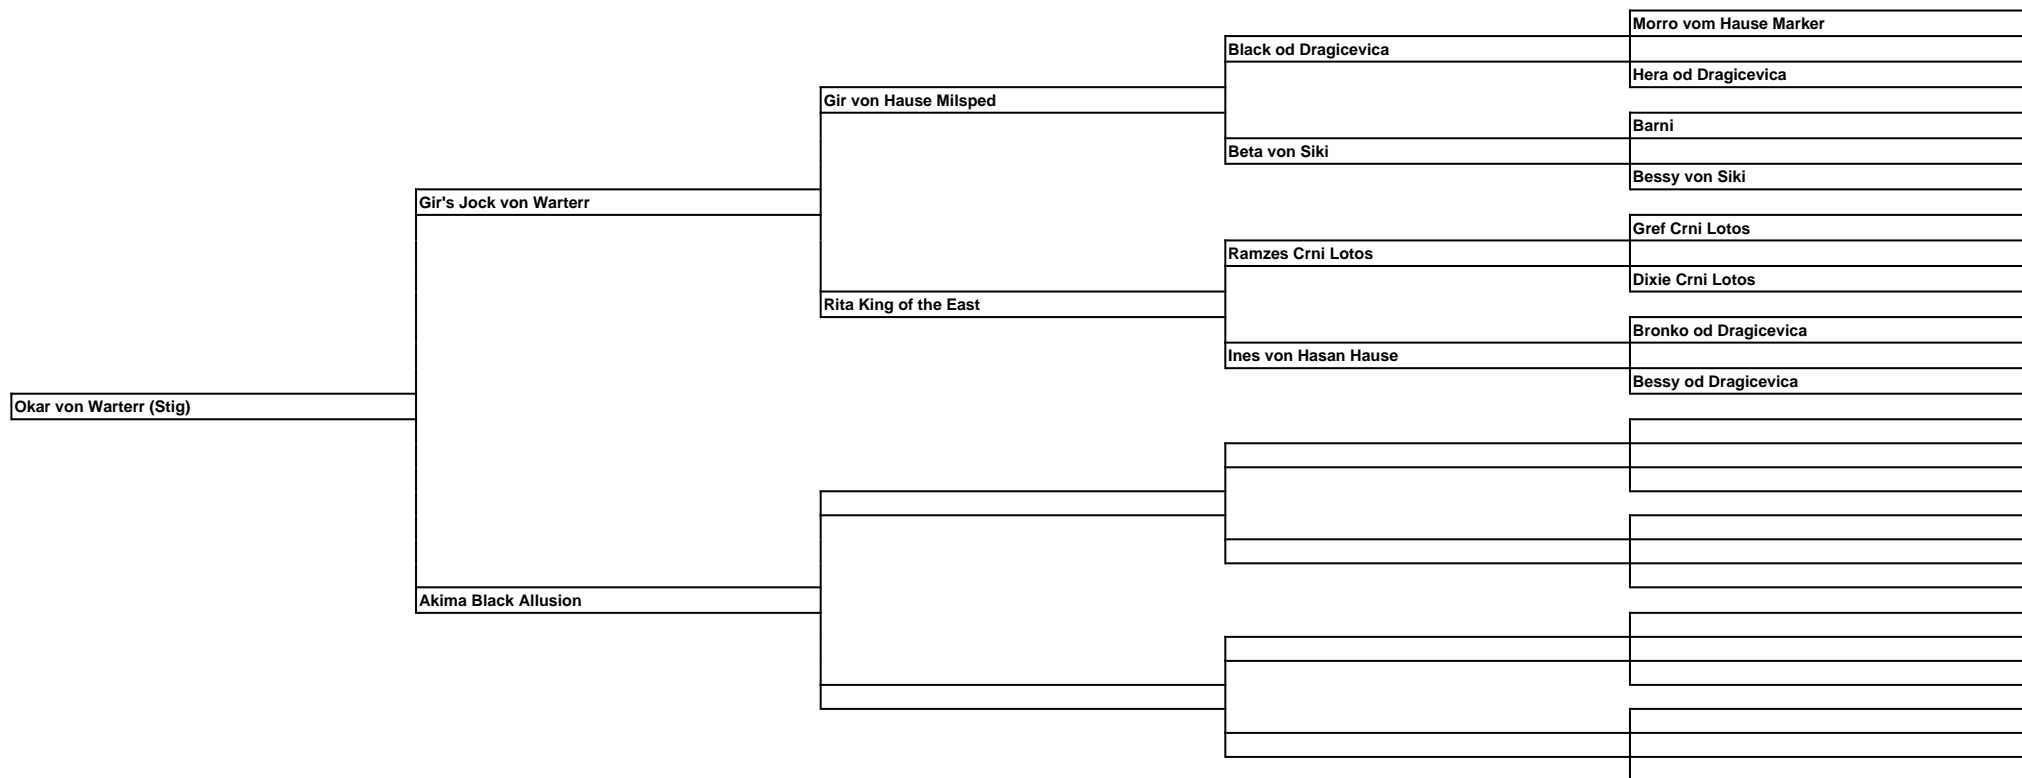 Morro vom Hause Marker
Black od Dragicevica
Hera od Dragicevica
Gir von Hause Milsped
Barni
Beta von Siki
Bessy von Siki
Gir's Jock von Warterr
Gref Crni Lotos
Ramzes Crni Lotos
Dixie Crni Lotos
Rita King of the East
Bronko od Dragicevica
Ines von Hasan Hause
Bessy od Dragicevica
Okar von Warterr (Stig)
Akima Black Allusion